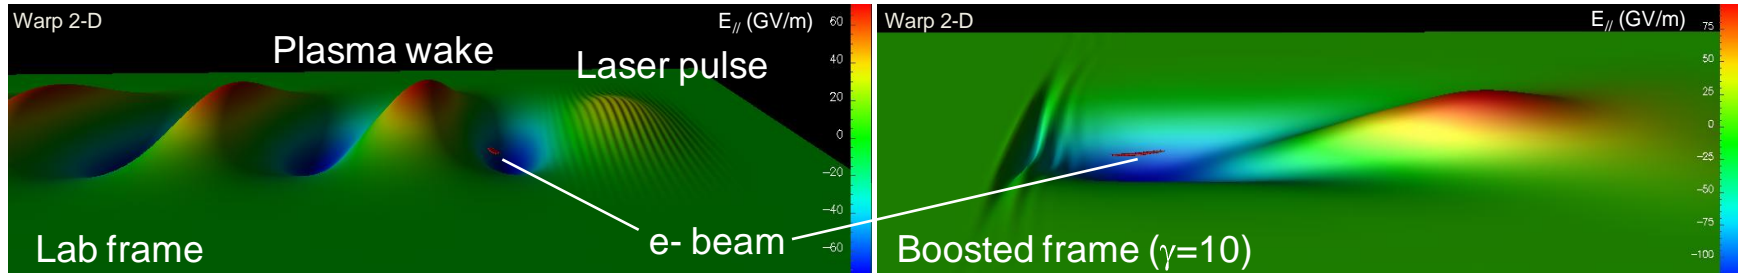 Warp 2-D
E// (GV/m)
Plasma wake
Laser pulse
60
40
20
0
−20
−40
−60
Lab frame
e- beam
Warp 2-D
E// (GV/m)
75
50
25
0
−25
−50
−75
−100
Boosted frame (γ=10)